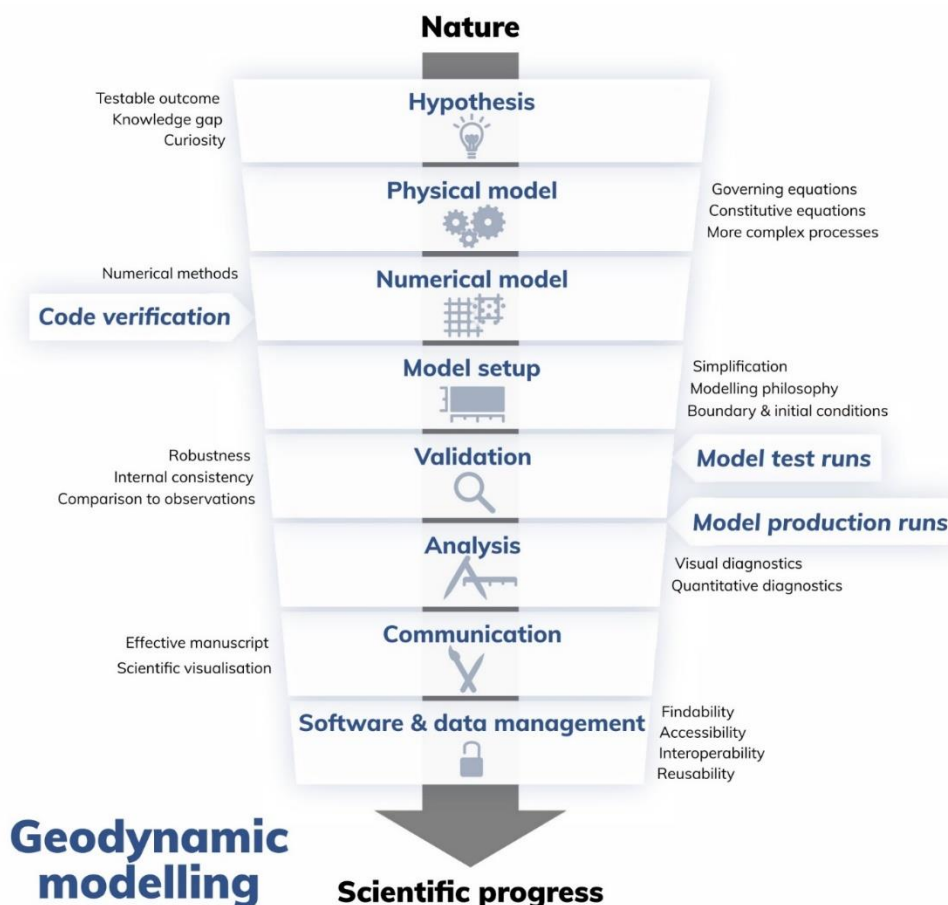 Nature
Hypothesis
Testable outcome
Knowledge gap
Curiosity
Physical model
Governing equations
Constitutive equations
More complex processes
Numerical model
Numerical methods
Code verification
Model setup
Simplification
Modelling philosophy
Boundary & initial conditions
Validation
Robustness
Internal consistency
Comparison to observations
Model test runs
Model production runs
Analysis
Visual diagnostics
Quantitative diagnostics
Communication
Effective manuscript
Scientific visualisation
Software & data management
Findability
Accessibility
Interoperability
Reusability
Geodynamic
modelling
Scientific progress